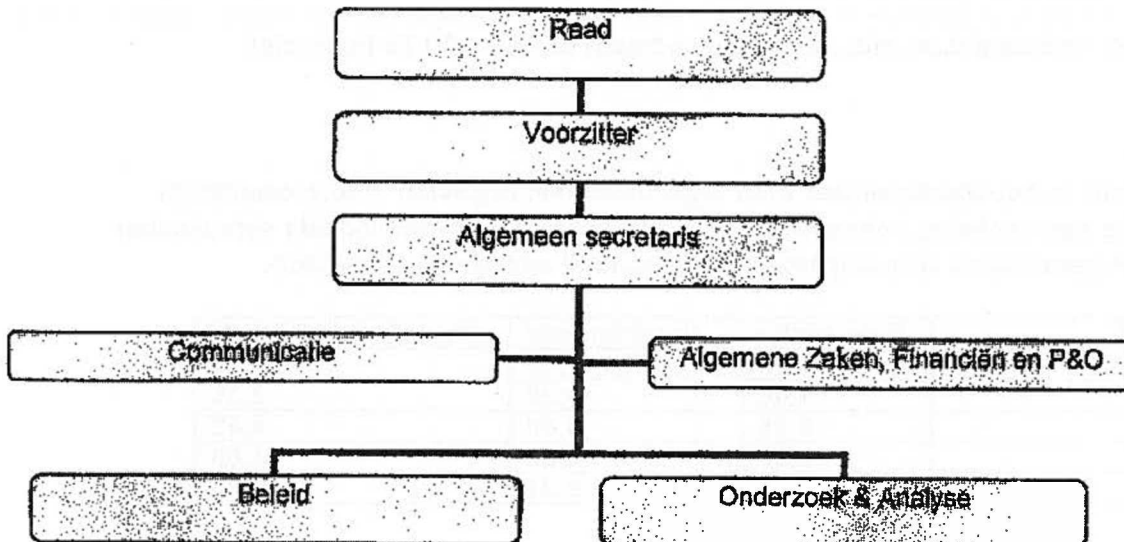 Raad
Voorzitter
Algemeen secretaris
Communicatie
Algemene Zaken, Financiën en P&O
Beleid
Onderzoek & Analyse